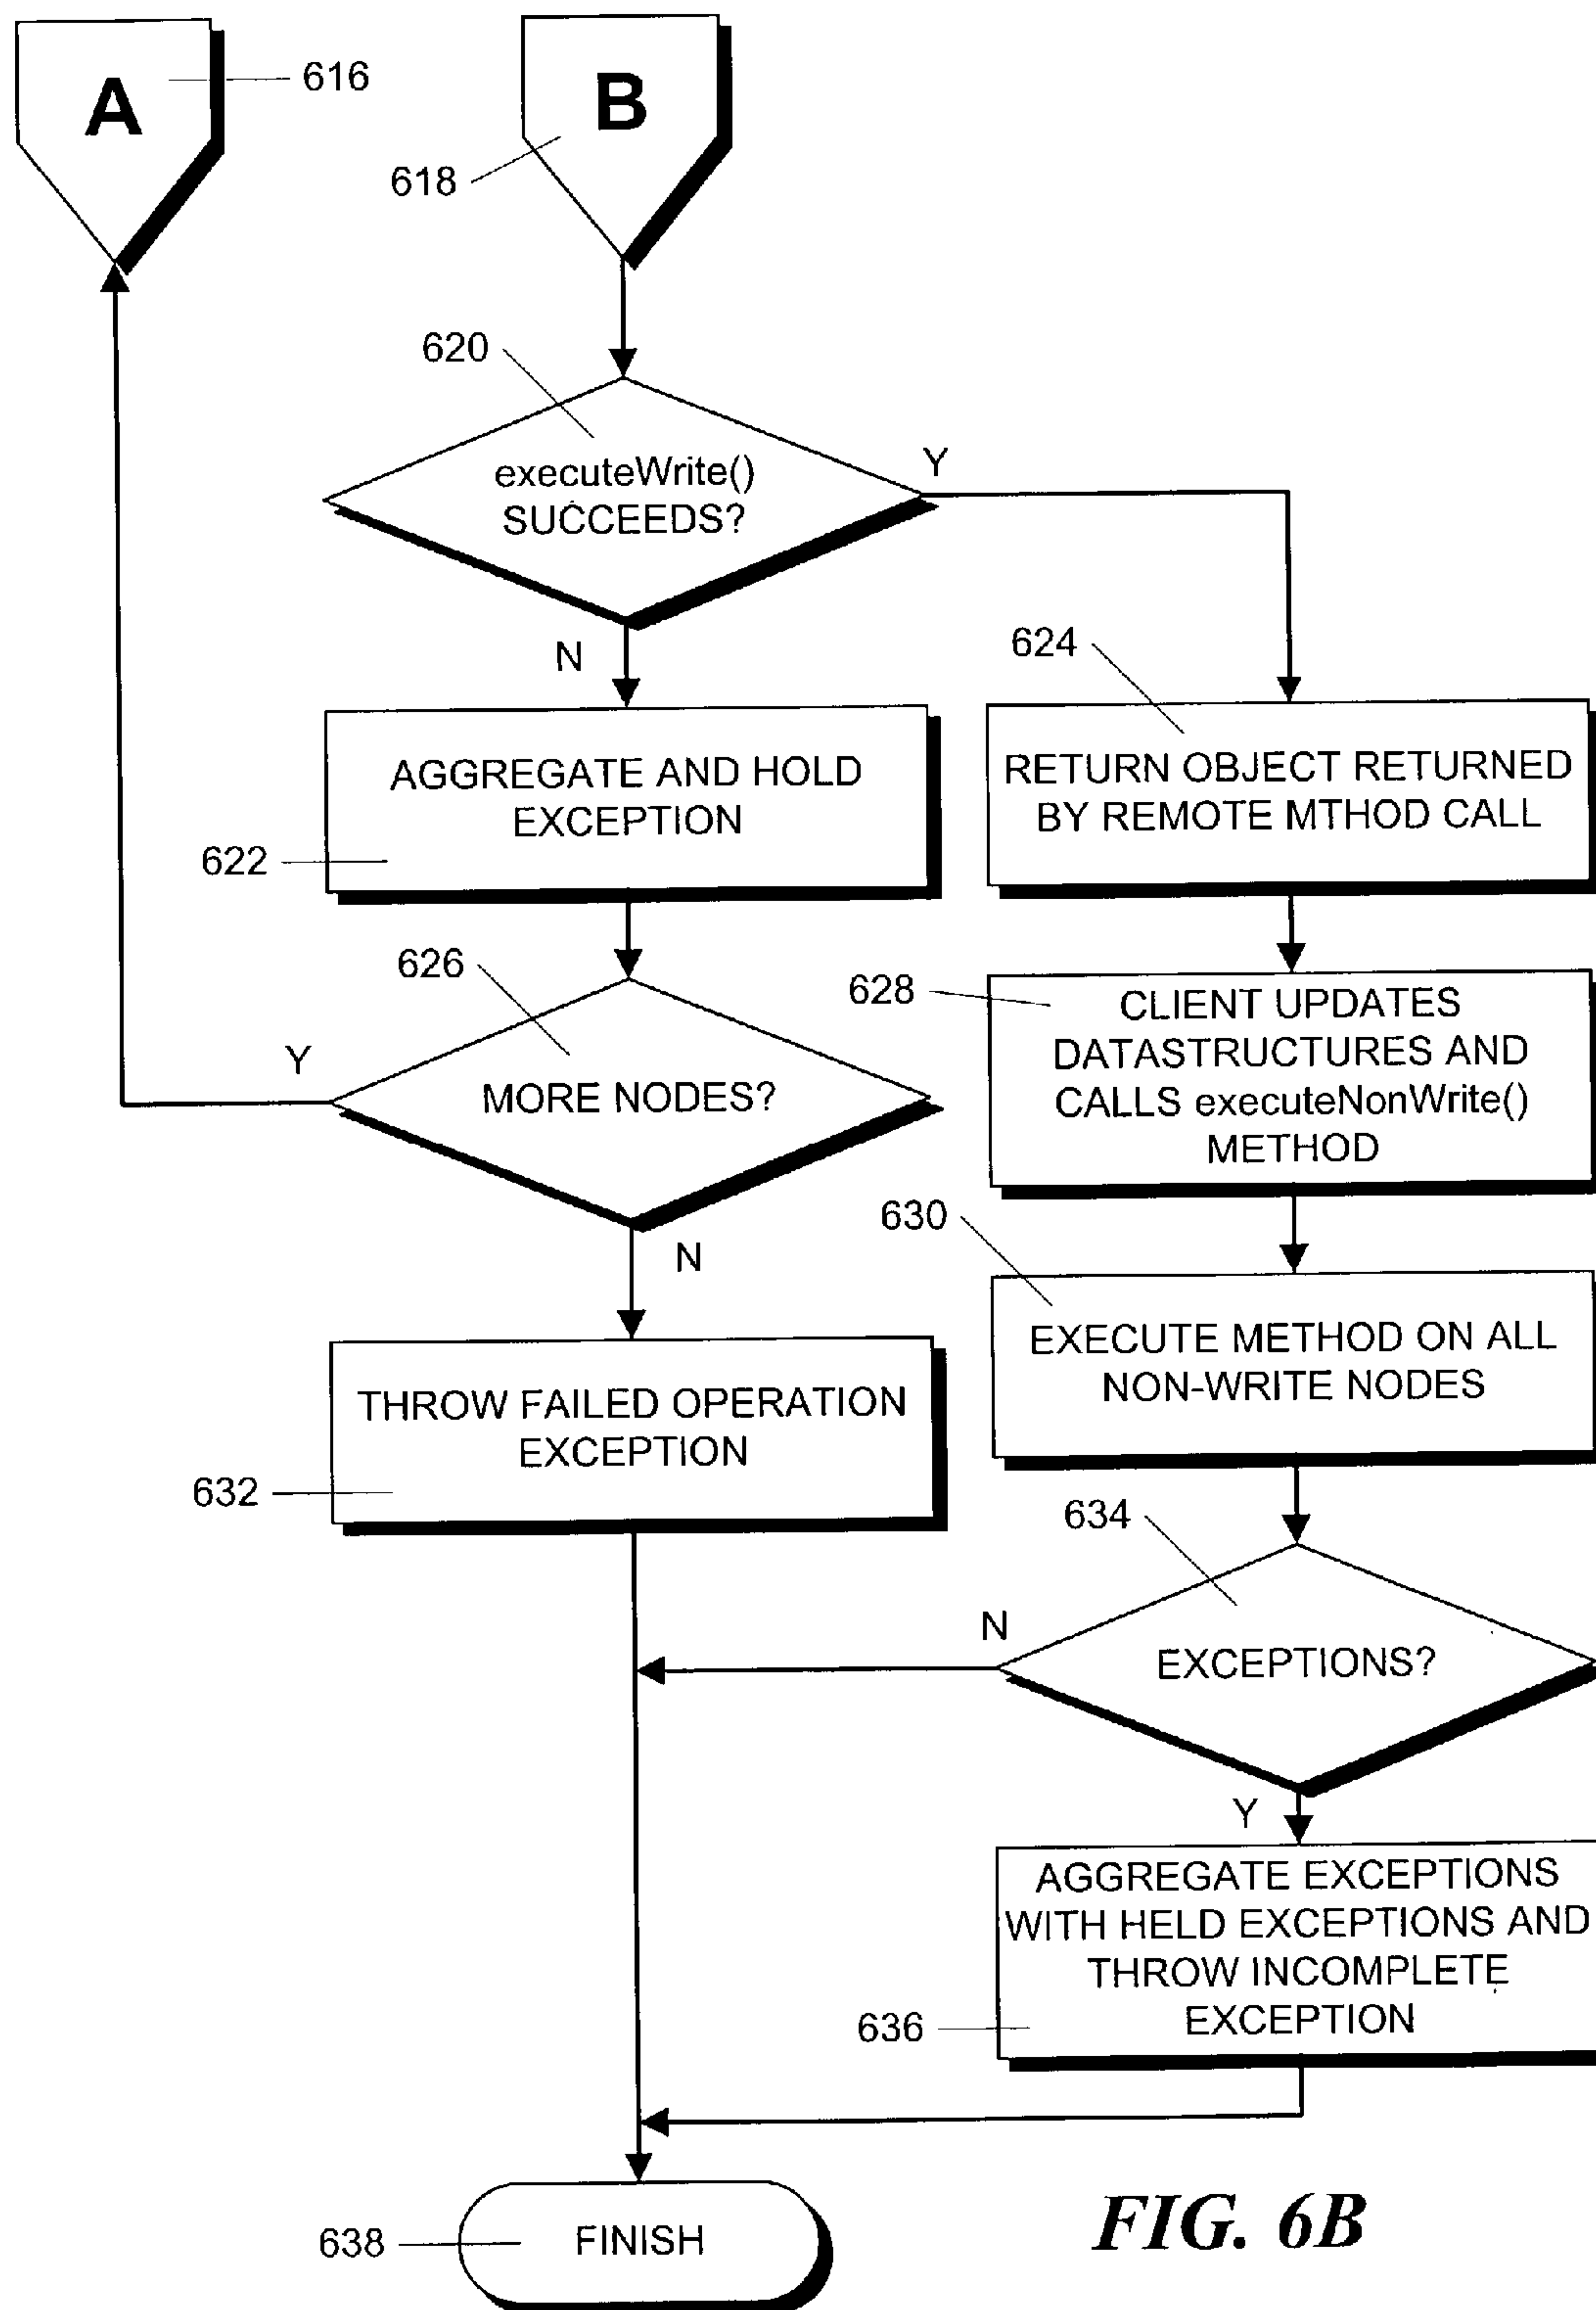 A
616
B
618
620
executeWrite()
SUCCEEDS?
Y
N
624
AGGREGATE AND HOLD
EXCEPTION
622
RETURN OBJECT RETURNED
BY REMOTE MTHOD CALL
626
MORE NODES?
Y
N
628
CLIENT UPDATES
DATASTRUCTURES AND
CALLS executeNonWrite()
METHOD
630
EXECUTE METHOD ON ALL
NON-WRITE NODES
THROW FAILED OPERATION
EXCEPTION
632
634
N
EXCEPTIONS?
Y
AGGREGATE EXCEPTIONS
WITH HELD EXCEPTIONS AND
THROW INCOMPLETE
EXCEPTION
636
638
FINISH
FIG. 6B